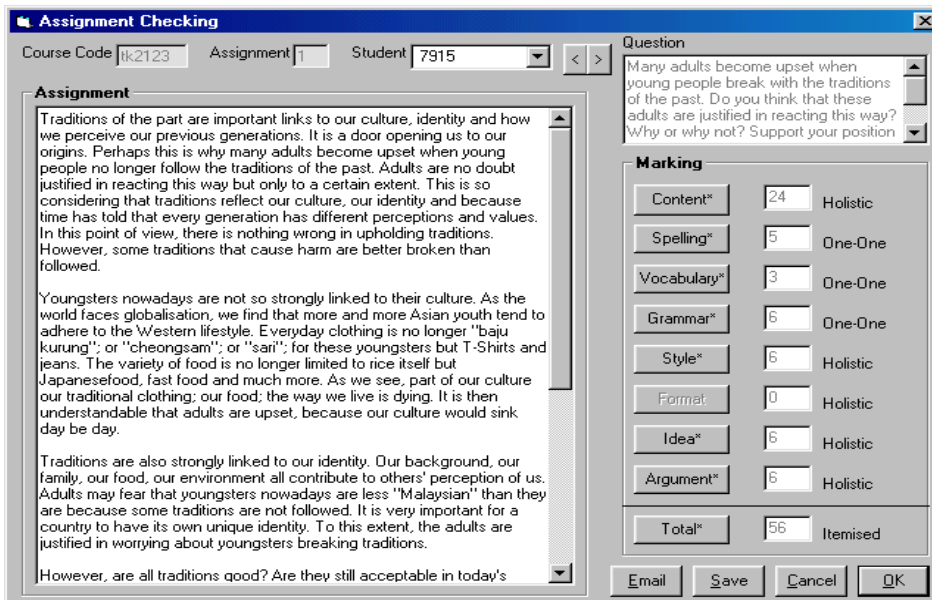 Assignment Checking
Course Code tk2123 Assignment 1 Student 7915 < >
Question
Many adults become upset when
young people break with the traditions
of the past. Do you think that these
adults are justified in reacting this way?
Why or why not? Support your position
Assignment
Traditions of the part are important links to our culture, identity and how
we perceive our previous generations. It is a door opening us to our
origins. Perhaps this is why many adults become upset when young
people no longer follow the traditions of the past. Adults are no doubt
justified in reacting this way but only to a certain extent. This is so
considering that traditions reflect our culture, our identity and because
time has told that every generation has different perceptions and values.
In this point of view, there is nothing wrong in upholding traditions.
However, some traditions that cause harm are better broken than
followed.
Youngsters nowadays are not so strongly linked to their culture. As the
world faces globalisation, we find that more and more Asian youth tend to
adhere to the Western lifestyle. Everyday clothing is no longer "baju
kurung"; or "cheongsam"; or "sari"; for these youngsters but T-Shirts and
jeans. The variety of food is no longer limited to rice itself but
Japanesefood, fast food and much more. As we see, part of our culture
our traditional clothing; our food; the way we live is dying. It is then
understandable that adults are upset, because our culture would sink
day be day.
Traditions are also strongly linked to our identity. Our background, our
family, our food, our environment all contribute to others' perception of us.
Adults may fear that youngsters nowadays are less "Malaysian" than they
are because some traditions are not followed. It is very important for a
country to have its own unique identity. To this extent, the adults are
justified in worrying about youngsters breaking traditions.
However, are all traditions good? Are they still acceptable in today's
Marking
Content* 24 Holistic
Spelling* 5 One-One
Vocabulary* 3 One-One
Grammar* 6 One-One
Style* 6 Holistic
Format 0 Holistic
Idea* 6 Holistic
Argument* 6 Holistic
Total* 56 Itemised
Email Save Cancel OK